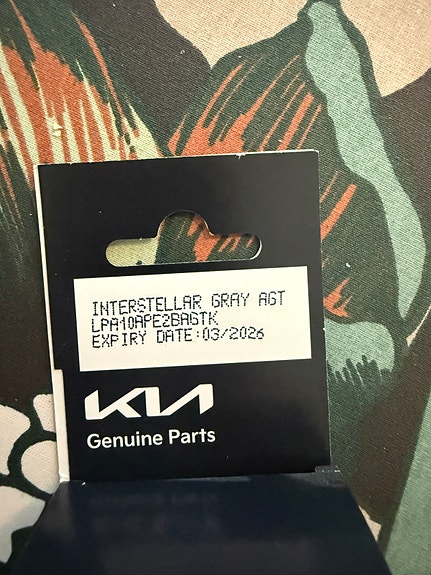 INTERSTELLAR GRAY AGT
LPA10APE2BAGTK
EXPIRY DATE:03/2026
KIA
Genuine Parts